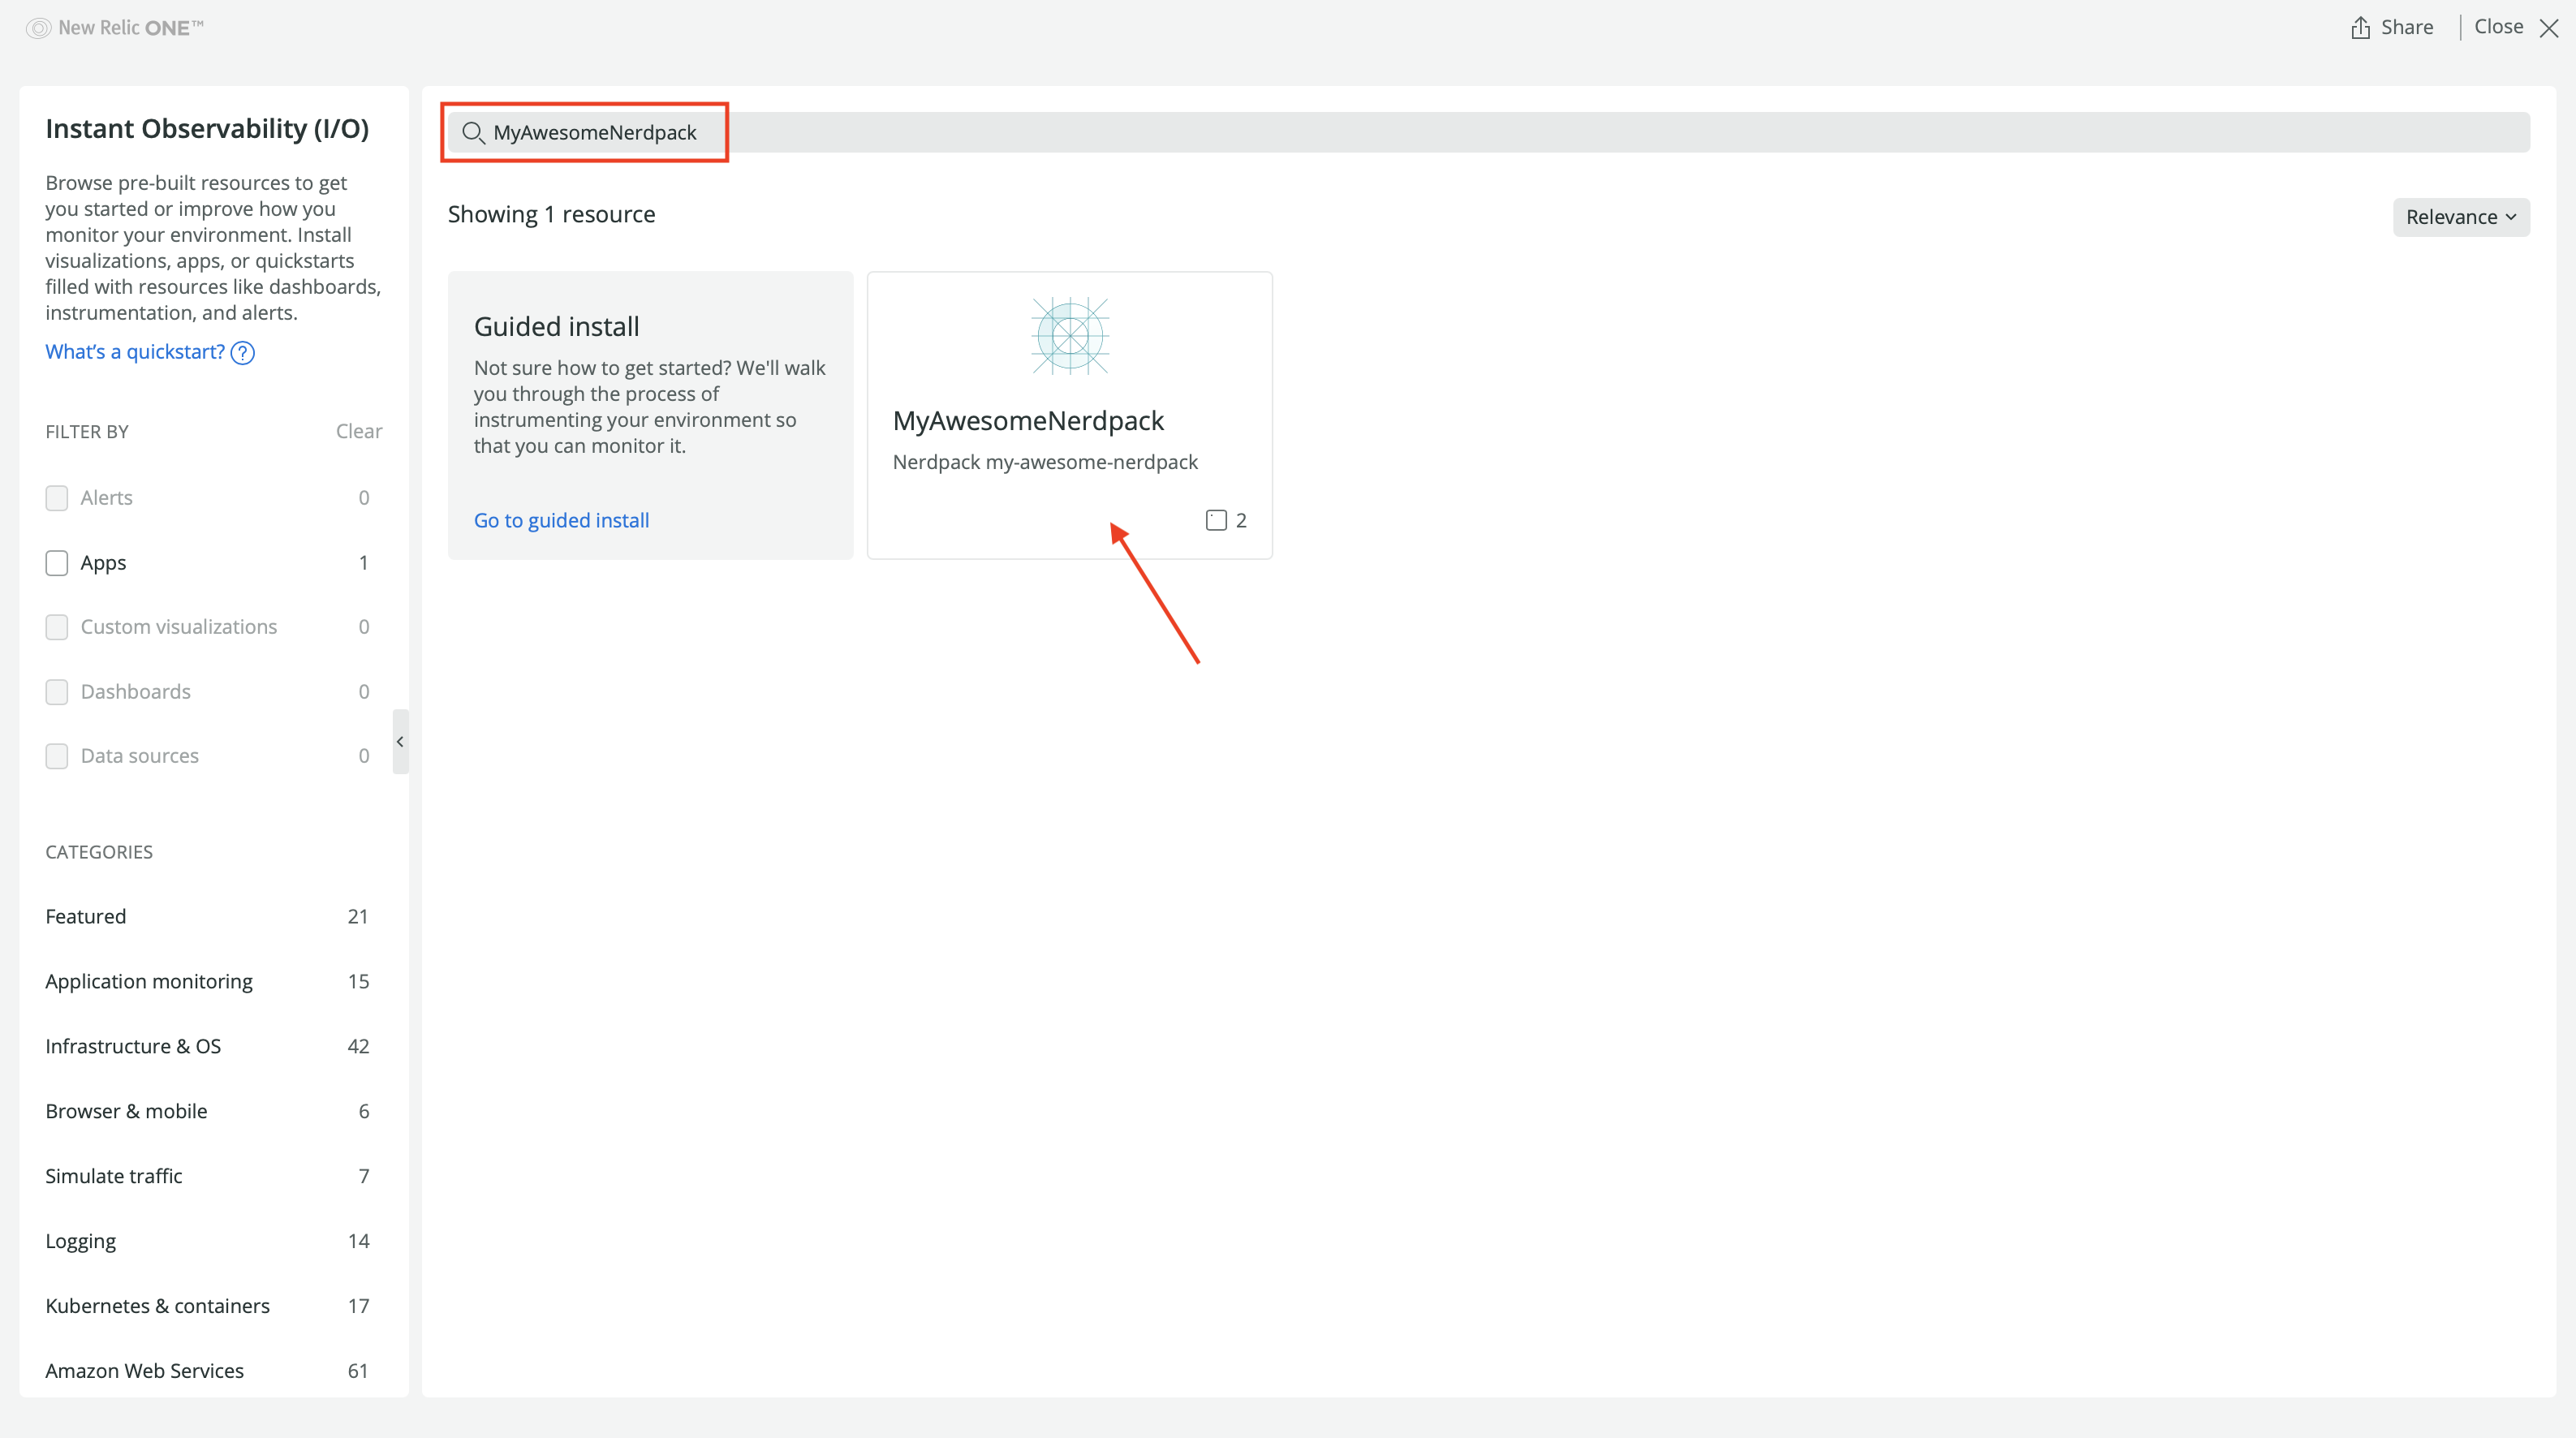 New Relic ONE™
Share
Close
Instant Observability (I/O)
Browse pre-built resources to get
you started or improve how you
monitor your environment. Install
visualizations, apps, or quickstarts
filled with resources like dashboards,
instrumentation, and alerts.
What's a quickstart? ?
FILTER BY Clear
Alerts 0
Apps 1
Custom visualizations 0
Dashboards 0
Data sources 0
CATEGORIES
Featured 21
Application monitoring 15
Infrastructure & OS 42
Browser & mobile 6
Simulate traffic 7
Logging 14
Kubernetes & containers 17
Amazon Web Services 61
MyAwesomeNerdpack
Showing 1 resource
Relevance
Guided install
Not sure how to get started? We'll walk
you through the process of
instrumenting your environment so
that you can monitor it.
Go to guided install
MyAwesomeNerdpack
Nerdpack my-awesome-nerdpack
2